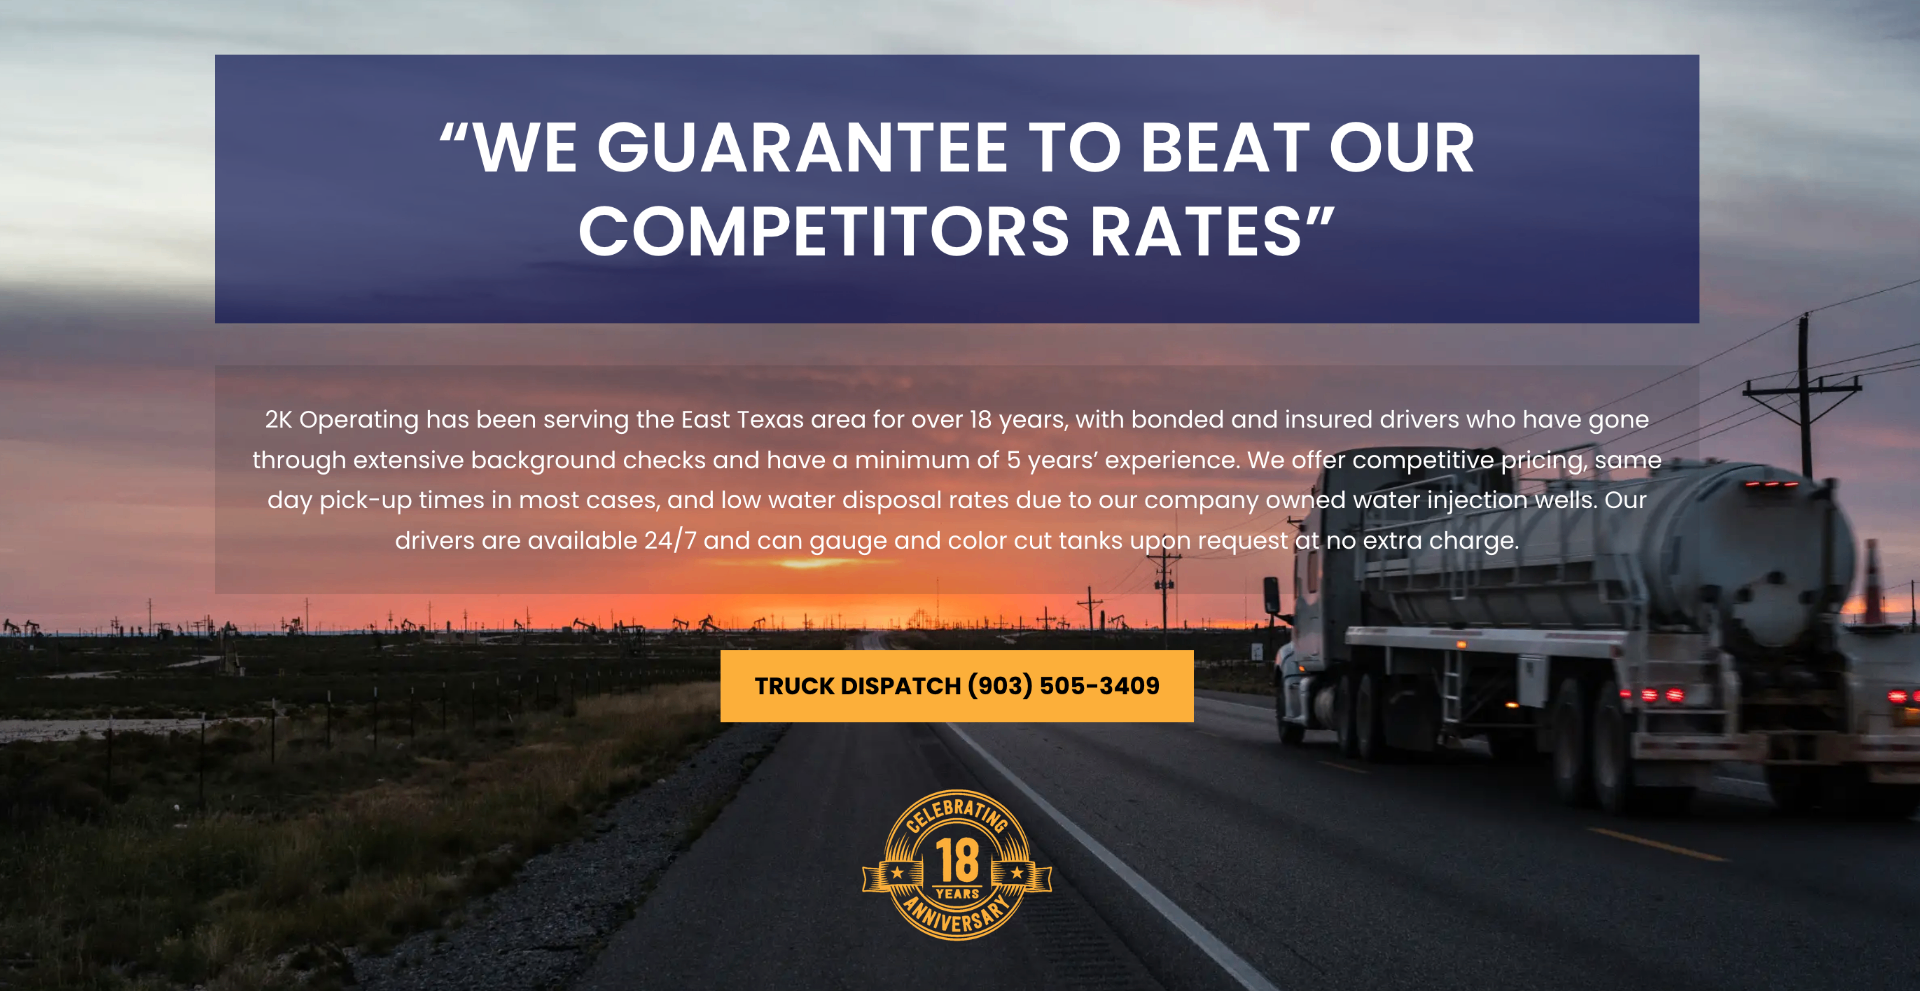 “WE GUARANTEE TO BEAT OUR
COMPETITORS RATES”
2K Operating has been serving the East Texas area for over 18 years, with bonded and insured drivers who have gone
through extensive background checks and have a minimum of 5 years’ experience. We offer competitive pricing, same
day pick-up times in most cases, and low water disposal rates due to our company owned water injection wells. Our
drivers are available 24/7 and can gauge and color cut tanks upon request at no extra charge.
TRUCK DISPATCH (903) 505-3409
CELEBRATING
18
YEARS
ANNIVERSARY